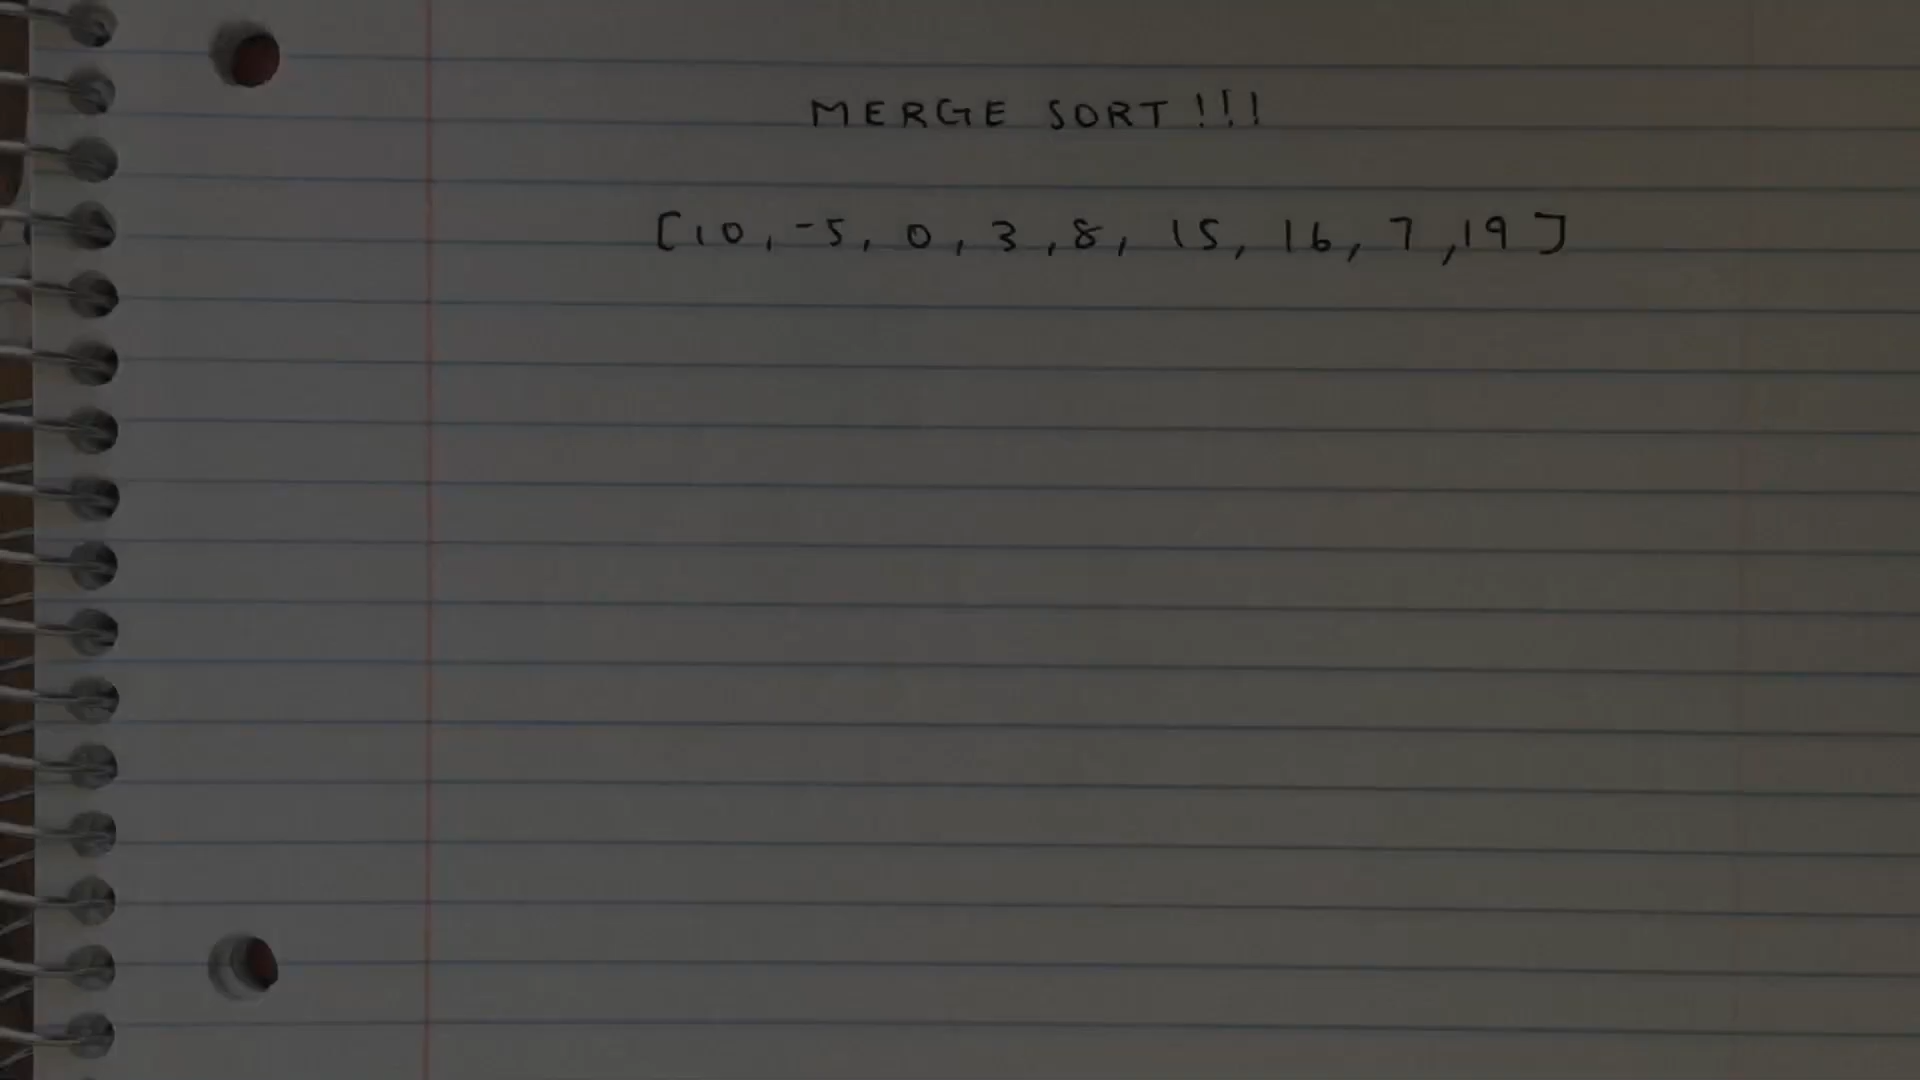 MERGE SORT!!!
[10, -5, 0, 3, 8, 15, 16, 7, 19]